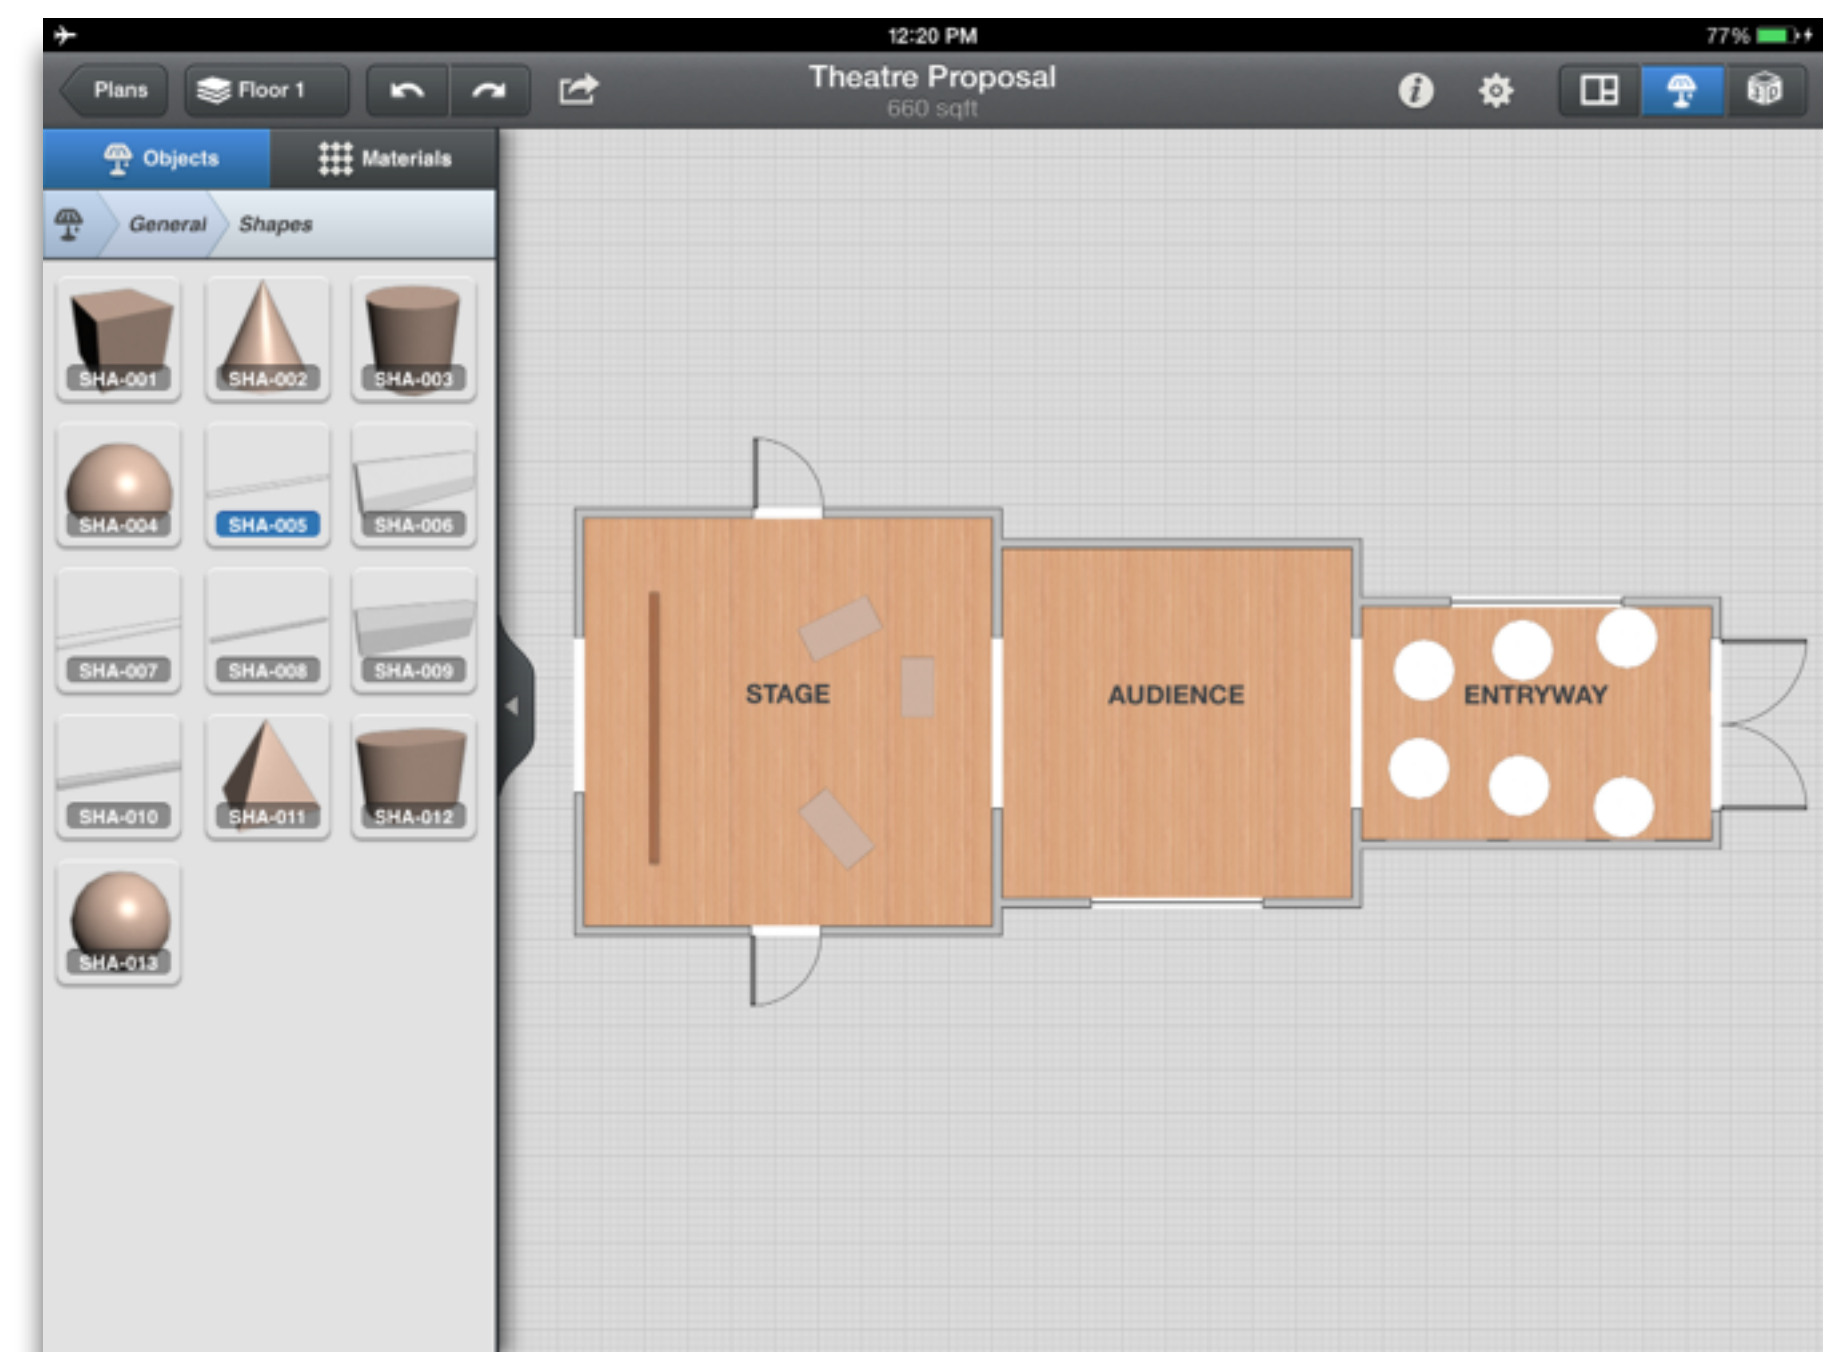 12:20 PM
77%
Plans
Floor 1
Theatre Proposal
660 sqft
i
3D
Objects
Materials
General
Shapes
SHA-001
SHA-002
SHA-003
SHA-004
SHA-005
SHA-006
SHA-007
SHA-008
SHA-009
SHA-010
SHA-011
SHA-012
SHA-013
STAGE
AUDIENCE
ENTRYWAY